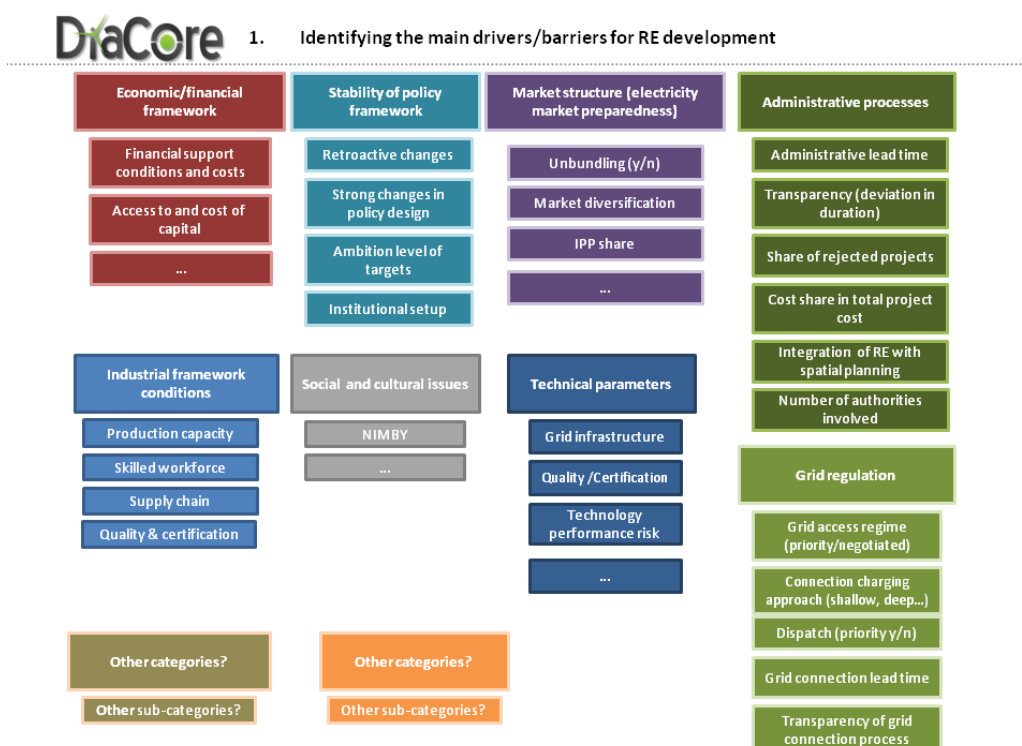 DiaCore
1. Identifying the main drivers/barriers for RE development
Economic/financial
framework
Financial support
conditions and costs
Access to and cost of
capital
...
Stability of policy
framework
Retroactive changes
Strong changes in
policy design
Ambition level of
targets
Institutional setup
Market structure (electricity
market preparedness)
Unbundling (y/n)
Market diversification
IPP share
...
Administrative processes
Administrative lead time
Transparency (deviation in
duration)
Share of rejected projects
Cost share in total project
cost
Integration of RE with
spatial planning
Number of authorities
involved
Industrial framework
conditions
Production capacity
Skilled workforce
Supply chain
Quality & certification
Social and cultural issues
NIMBY
...
Technical parameters
Grid infrastructure
Quality /Certification
Technology
performance risk
...
Grid regulation
Grid access regime
(priority/negotiated)
Connection charging
approach (shallow, deep...)
Dispatch (priority y/n)
Grid connection lead time
Transparency of grid
connection process
Other categories?
Other sub-categories?
Other categories?
Other sub-categories?